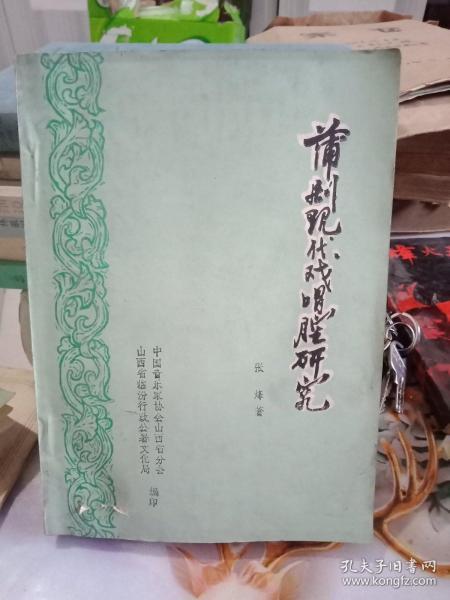 蒲剧现代戏唱腔研究
张烽著
中国音乐家协会山西省分会
山西省临汾行政公署文化局
编印
孔夫子旧书网
www.kongfz.com